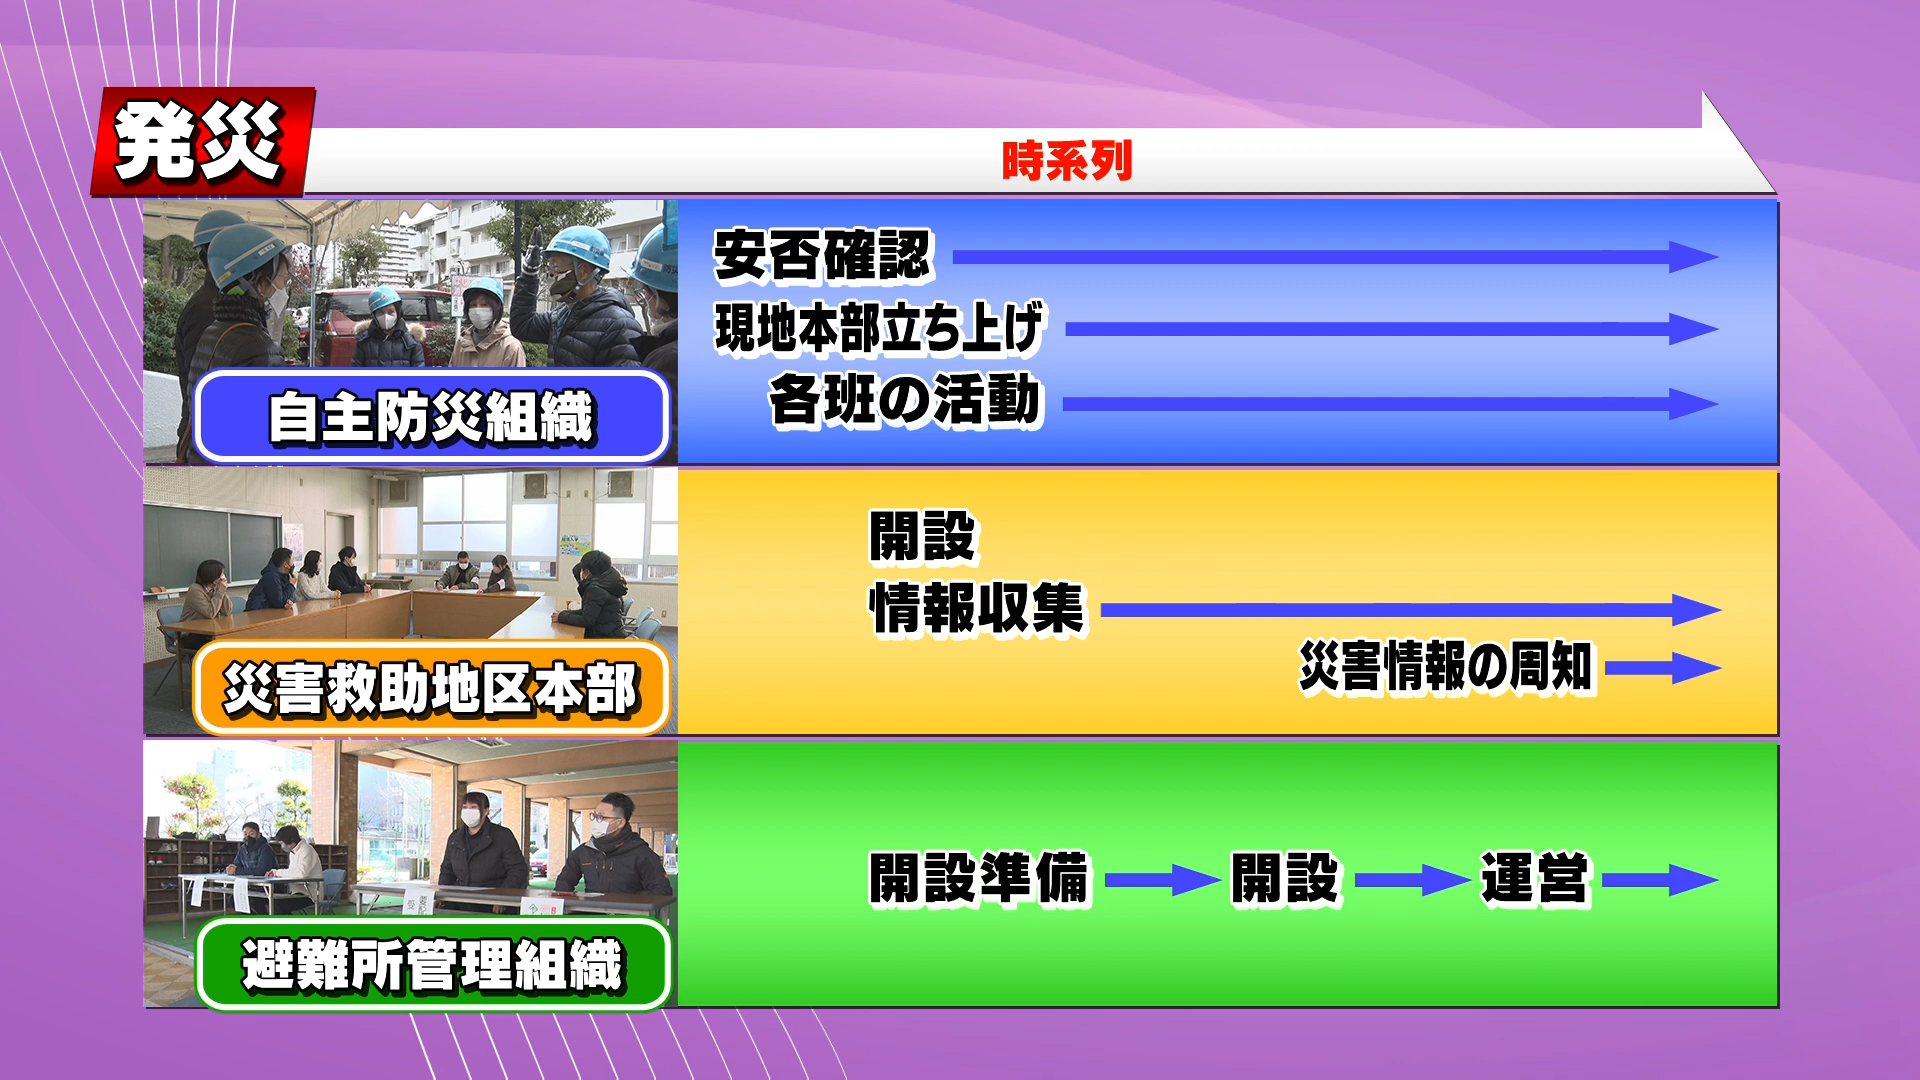 発災
時系列
安否確認
現地本部立ち上げ
各班の活動
自主防災組織
開設
情報収集
災害情報の周知
災害救助地区本部
開設準備
開設
運営
避難所管理組織